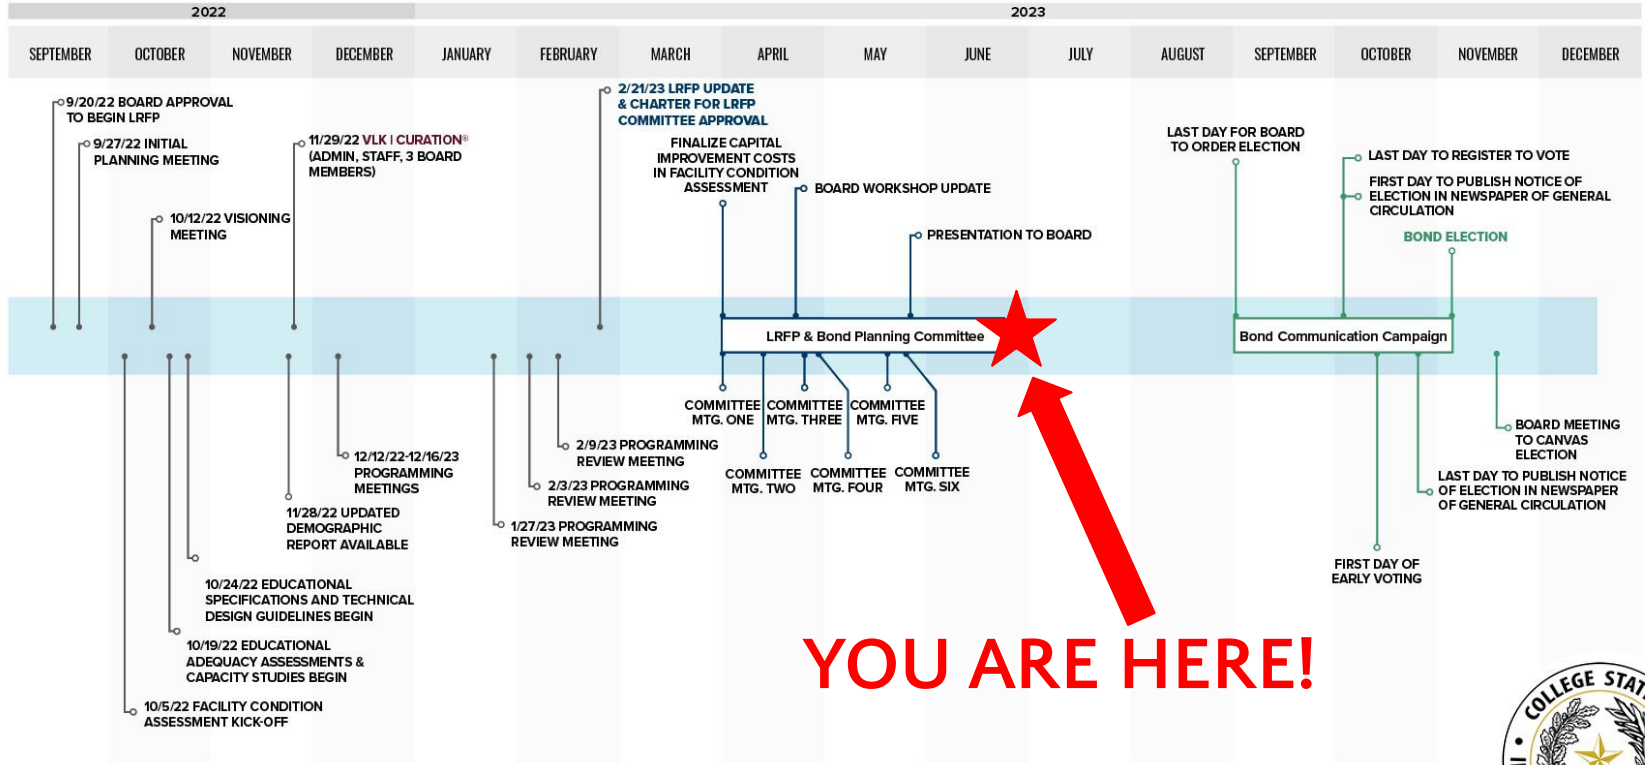 2022
2023
SEPTEMBER
OCTOBER
NOVEMBER
DECEMBER
JANUARY
FEBRUARY
MARCH
APRIL
MAY
JUNE
JULY
AUGUST
SEPTEMBER
OCTOBER
NOVEMBER
DECEMBER
9/20/22 BOARD APPROVAL
TO BEGIN LRFP
9/27/22 INITIAL
PLANNING MEETING
10/12/22 VISIONING
MEETING
11/29/22 VLK | CURATION®
(ADMIN, STAFF, 3 BOARD
MEMBERS)
2/21/23 LRFP UPDATE
& CHARTER FOR LRFP
COMMITTEE APPROVAL
FINALIZE CAPITAL
IMPROVEMENT COSTS
IN FACILITY CONDITION
ASSESSMENT
BOARD WORKSHOP UPDATE
PRESENTATION TO BOARD
LAST DAY FOR BOARD
TO ORDER ELECTION
LAST DAY TO REGISTER TO VOTE
FIRST DAY TO PUBLISH NOTICE OF
ELECTION IN NEWSPAPER OF GENERAL
CIRCULATION
BOND ELECTION
LRFP & Bond Planning Committee
Bond Communication Campaign
COMMITTEE
MTG. ONE
COMMITTEE
MTG. THREE
COMMITTEE
MTG. FIVE
COMMITTEE
MTG. TWO
COMMITTEE
MTG. FOUR
COMMITTEE
MTG. SIX
2/9/23 PROGRAMMING
REVIEW MEETING
2/3/23 PROGRAMMING
REVIEW MEETING
1/27/23 PROGRAMMING
REVIEW MEETING
12/12/22-12/16/23
PROGRAMMING
MEETINGS
11/28/22 UPDATED
DEMOGRAPHIC
REPORT AVAILABLE
10/24/22 EDUCATIONAL
SPECIFICATIONS AND TECHNICAL
DESIGN GUIDELINES BEGIN
10/19/22 EDUCATIONAL
ADEQUACY ASSESSMENTS &
CAPACITY STUDIES BEGIN
10/5/22 FACILITY CONDITION
ASSESSMENT KICK-OFF
BOARD MEETING
TO CANVAS
ELECTION
LAST DAY TO PUBLISH NOTICE
OF ELECTION IN NEWSPAPER
OF GENERAL CIRCULATION
FIRST DAY OF
EARLY VOTING
YOU ARE HERE!
COLLEGE STAT